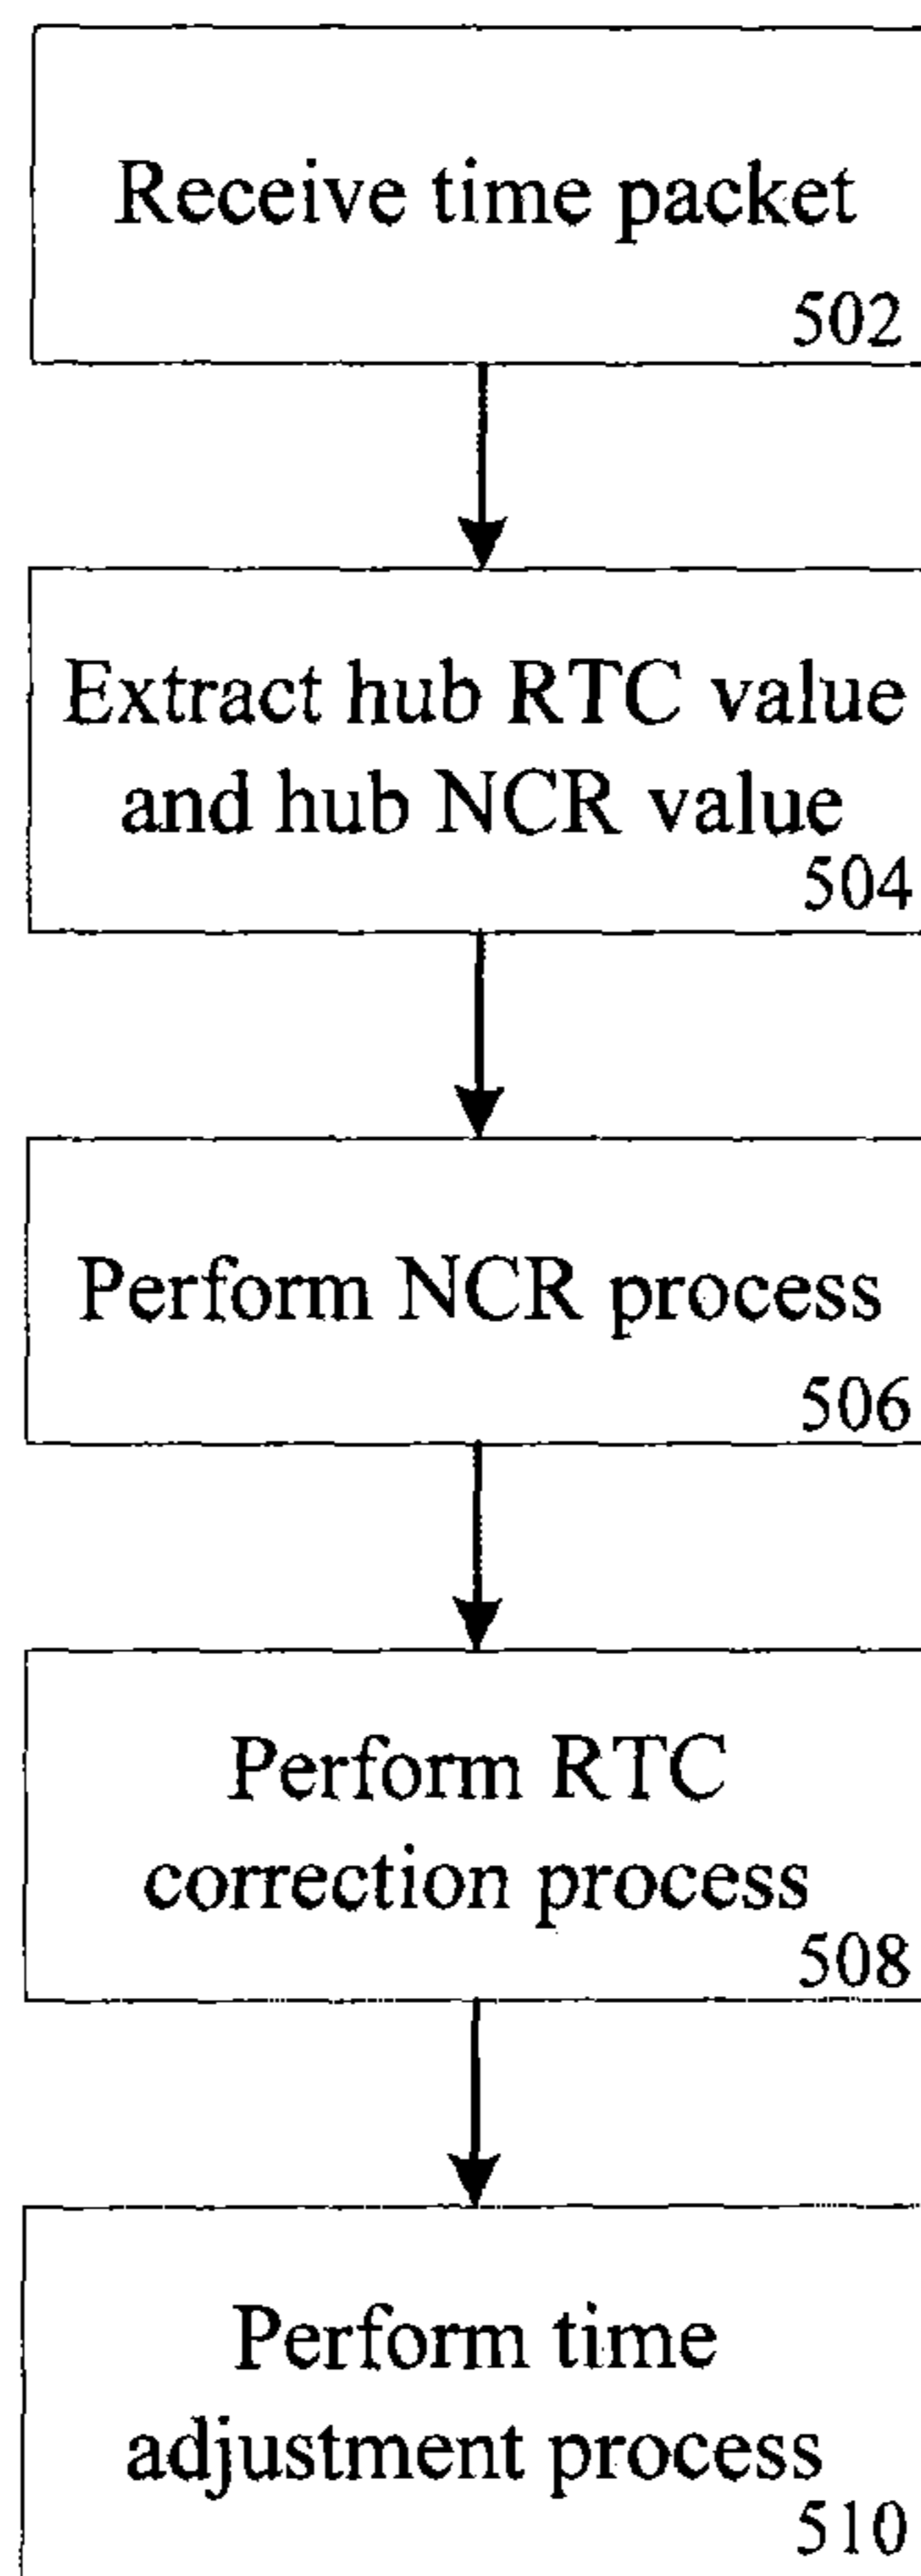 Receive time packet
502
Extract hub RTC value
and hub NCR value
504
Perform NCR process
506
Perform RTC
correction process
508
Perform time
adjustment process
510